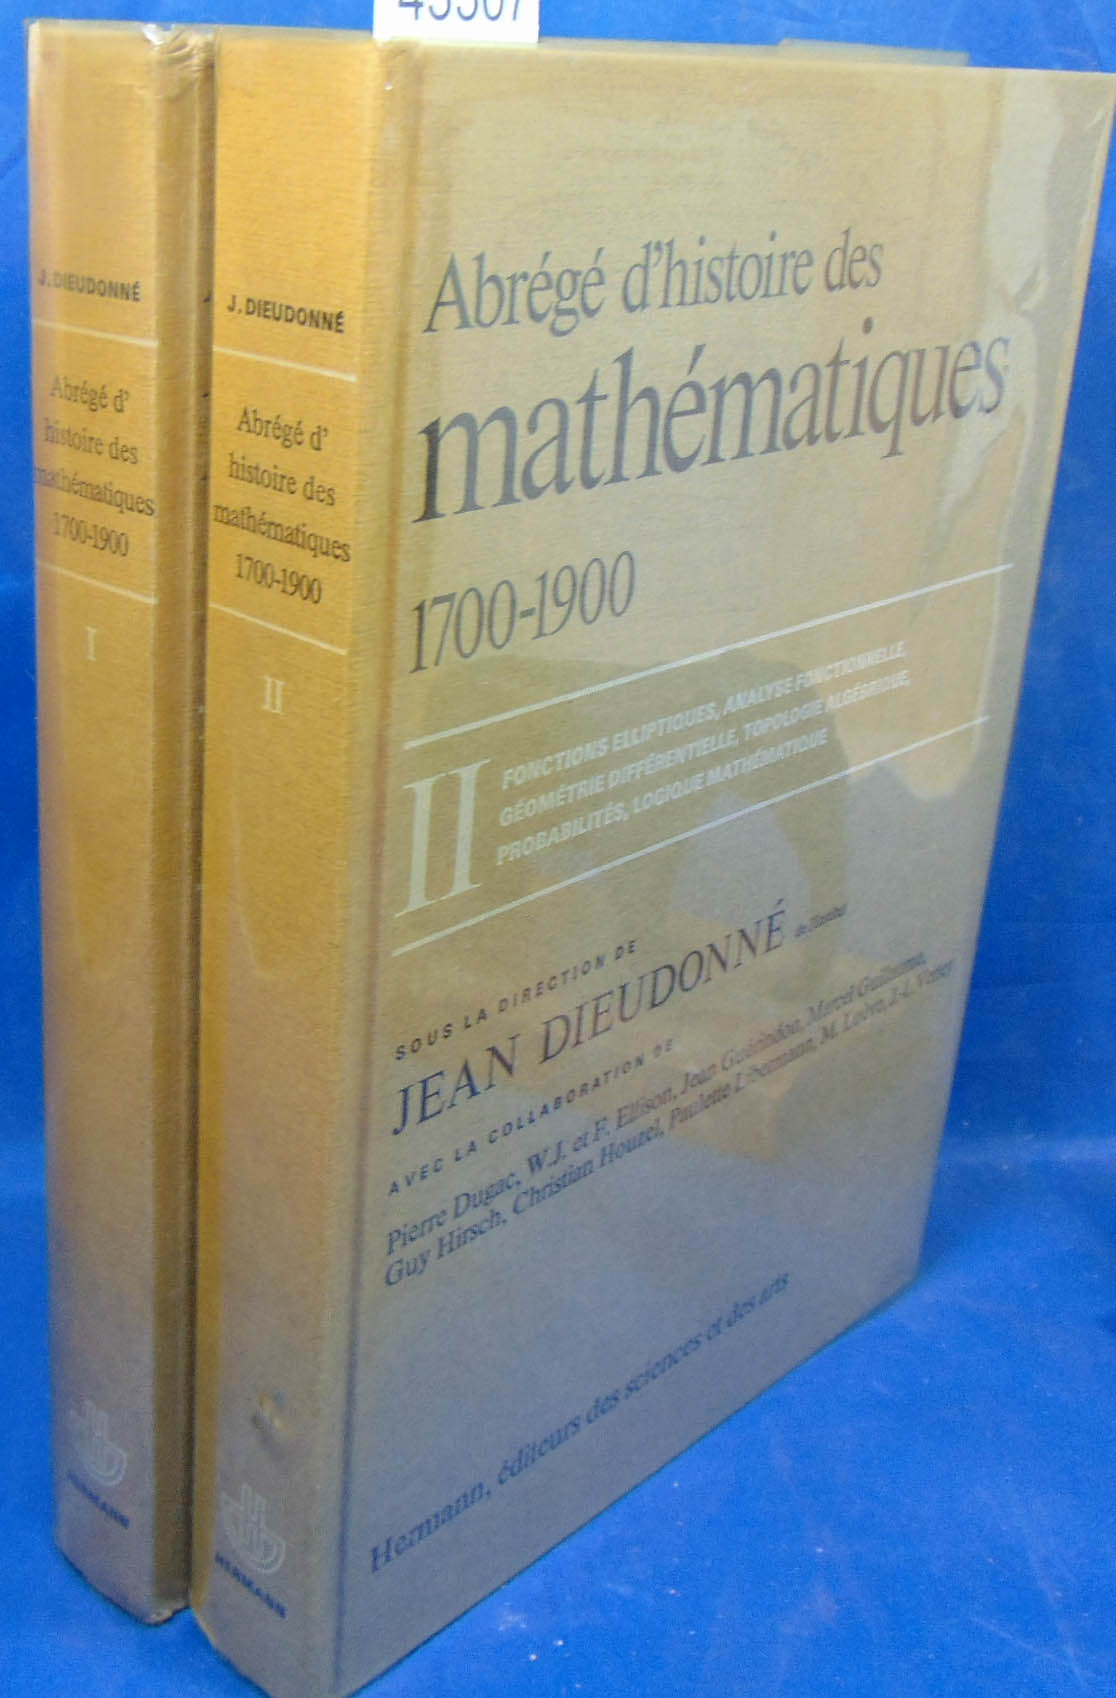 45507
J. DIEUDONNÉ
Abrégé d'
histoire des
mathématiques
1700-1900
I
HERMANN
J. DIEUDONNÉ
Abrégé d'
histoire des
mathématiques
1700-1900
II
HERMANN
Abrégé d'histoire des
mathématiques
1700-1900
II
FONCTIONS ELLIPTIQUES, ANALYSE FONCTIONNELLE,
GÉOMÉTRIE DIFFÉRENTIELLE, TOPOLOGIE ALGÉBRIQUE,
PROBABILITÉS, LOGIQUE MATHÉMATIQUE
SOUS LA DIRECTION DE
JEAN DIEUDONNÉ de l'Institut
AVEC LA COLLABORATION DE
Pierre Dugac, W.J. et F. Ellison, Jean Guérindon, Marcel Guillaume,
Guy Hirsch, Christian Houzel, Paulette Libermann, M. Loève, J.-L. Verley
Hermann, éditeurs des sciences et des arts